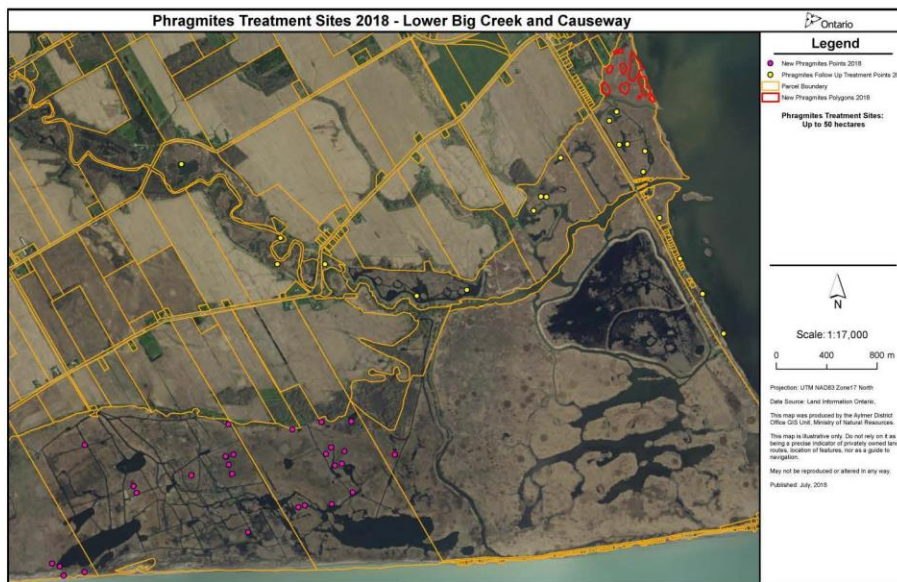 Phragmites Treatment Sites 2018 - Lower Big Creek and Causeway
Ontario
Legend
New Phragmites Points 2018
Phragmites Follow Up Treatment Points 20
Parcel Boundary
New Phragmites Polygons 2018
Phragmites Treatment Sites:
Up to 50 hectares
N
Scale: 1:17,000
0 400 800 m
Projection: UTM NAD83 Zone17 North
Data Source: Land Information Ontario,
This map was produced by the Aylmer District
Office GIS Unit, Ministry of Natural Resources.
This map is illustrative only. Do not rely on it as
being a precise indicator of privately owned land,
routes, location of features, nor as a guide to
navigation.
May not be reproduced or altered in any way.
Published: July, 2018